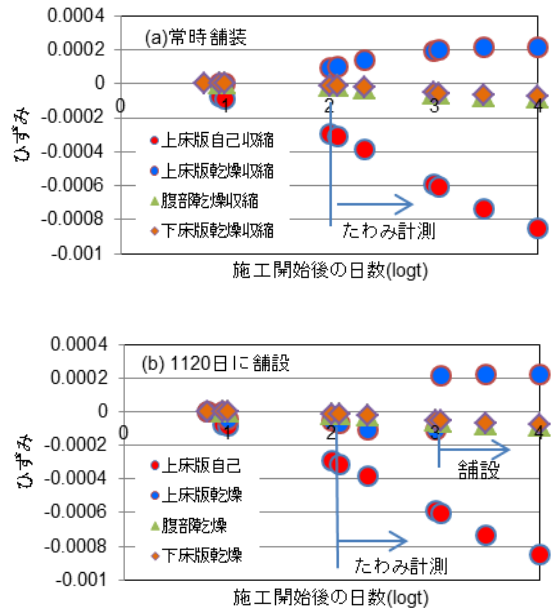 0.0004
(a)常時舗装
0.0002
0
0 1 2 3 4
-0.0002
-0.0004
-0.0006
-0.0008
-0.001
ひずみ
上床版自己収縮
上床版乾燥収縮
腹部乾燥収縮
下床版乾燥収縮
たわみ計測
施工開始後の日数(logt)
0.0004
(b) 1120日に舗設
0.0002
0
0 1 2 3 4
-0.0002
-0.0004
-0.0006
-0.0008
-0.001
ひずみ
上床版自己
上床版乾燥
腹部乾燥
下床版乾燥
舗設
たわみ計測
施工開始後の日数(logt)